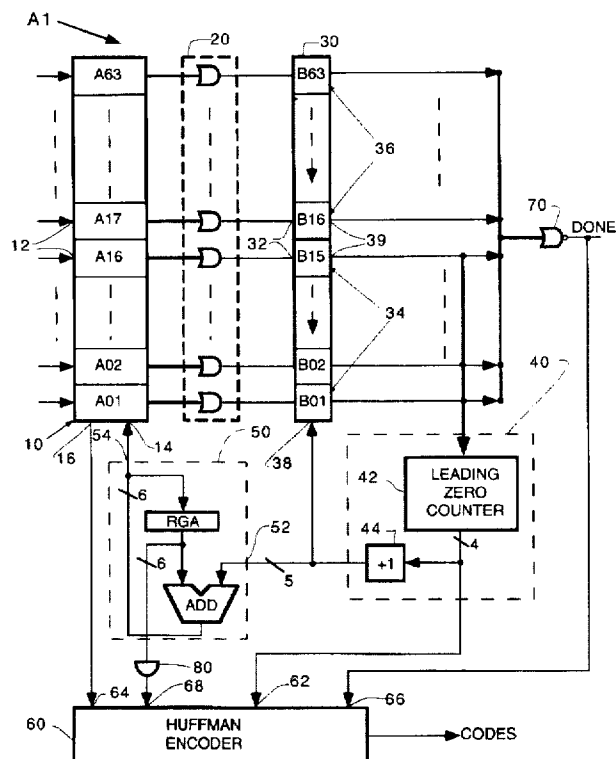 A1
20
30
A63
B63
36
70
A17
B16
DONE
12
32
39
A16
B15
34
A02
B02
40
A01
B01
10
54
50
16
14
38
42
LEADING
ZERO
COUNTER
6
52
44
RGA
4
6
5
+1
ADD
80
64
68
62
66
60
HUFFMAN
ENCODER
CODES